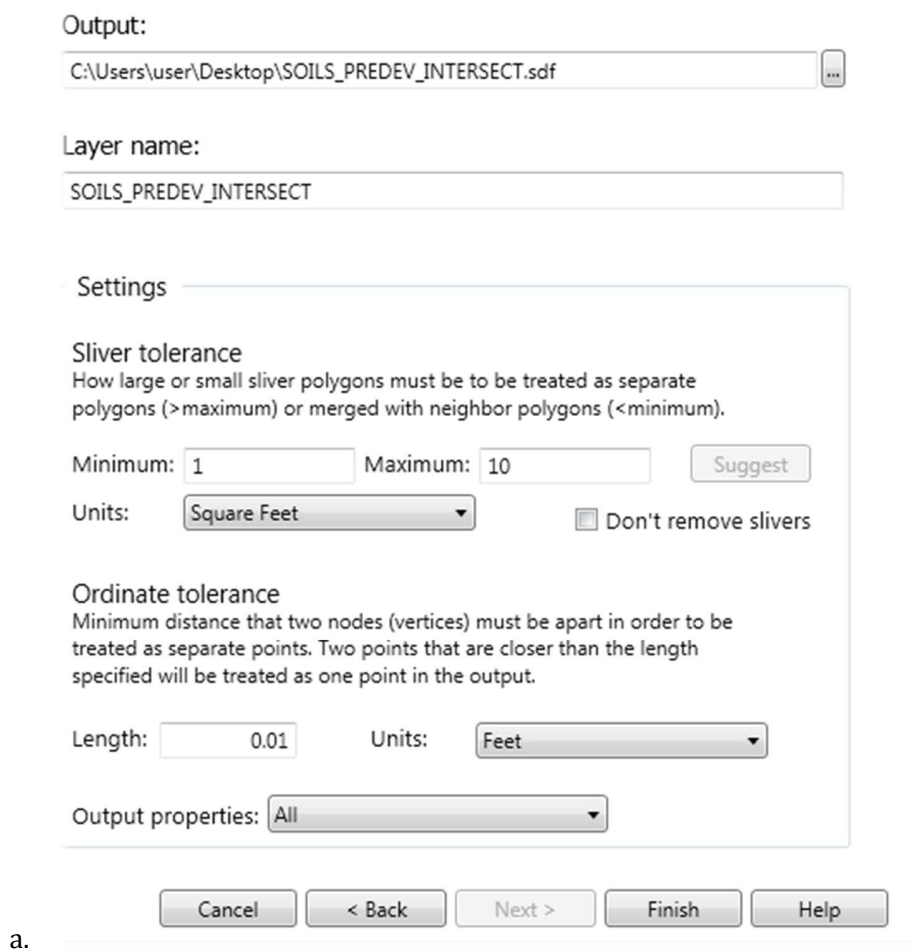 Output:
C:\Users\user\Desktop\SOILS_PREDEV_INTERSECT.sdf
...
Layer name:
SOILS_PREDEV_INTERSECT
Settings
Sliver tolerance
How large or small sliver polygons must be to be treated as separate
polygons (>maximum) or merged with neighbor polygons (<minimum).
Minimum: 1 Maximum: 10 Suggest
Units: Square Feet Don't remove slivers
Ordinate tolerance
Minimum distance that two nodes (vertices) must be apart in order to be
treated as separate points. Two points that are closer than the length
specified will be treated as one point in the output.
Length: 0.01 Units: Feet
Output properties: All
Cancel < Back Next > Finish Help
a.